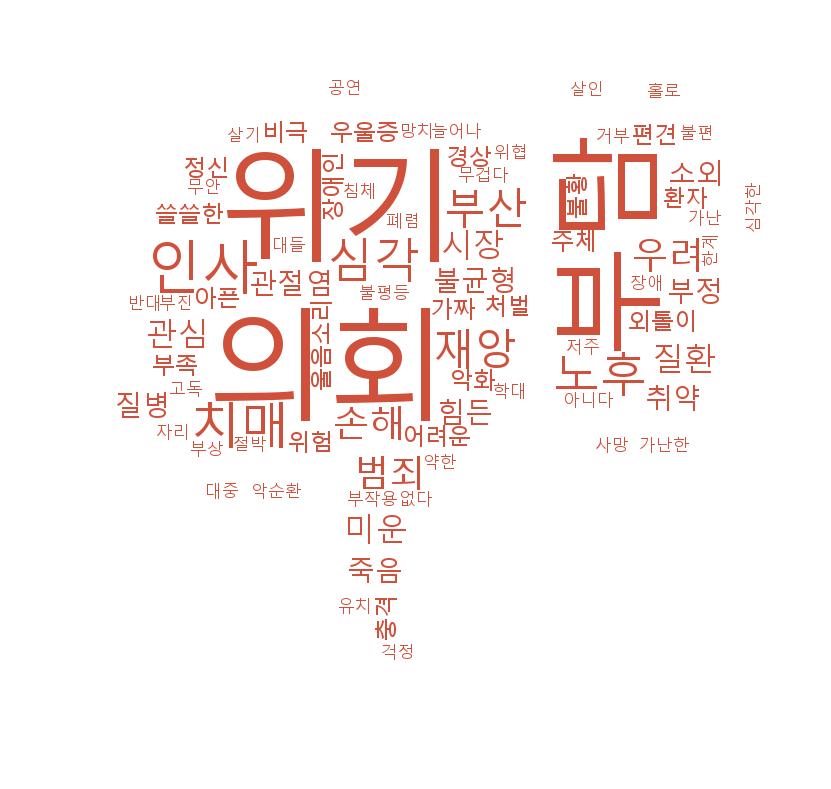 공연
살인
홀로
살기
비극
우울증
망치
늘어나
거부
편견
불편
정신
무안
위기
장애인
침체
경상
위협
무겁다
부담
불황
소외
환자
가난
심각한
쓸쓸한
폐렴
부산
대들
인사
심각
시장
주체
우려
한계
관절염
불평등
불균형
장애
부정
반대
부진
아픈
울음소리
가짜
처벌
외톨이
관심
의회
재앙
저주
질환
부족
고독
악화
학대
노후
취약
아니다
질병
치매
손해
힘든
자리
부상
절박
위험
어려운
사망
가난한
범죄
약한
대중
악순환
부작용
없다
미운
죽음
유치
충격
걱정